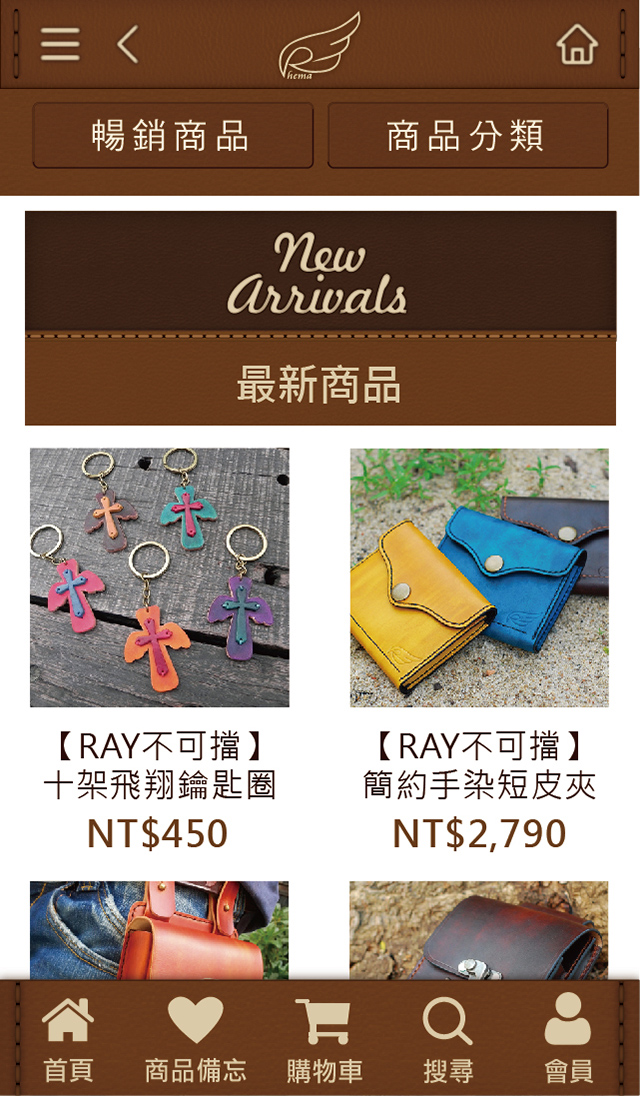 Rhema
暢銷商品
商品分類
New
Arrivals
最新商品
【RAY不可擋】
十架飛翔鑰匙圈
NT$450
【RAY不可擋】
簡約手染短皮夾
NT$2,790
首頁
商品備忘
購物車
搜尋
會員